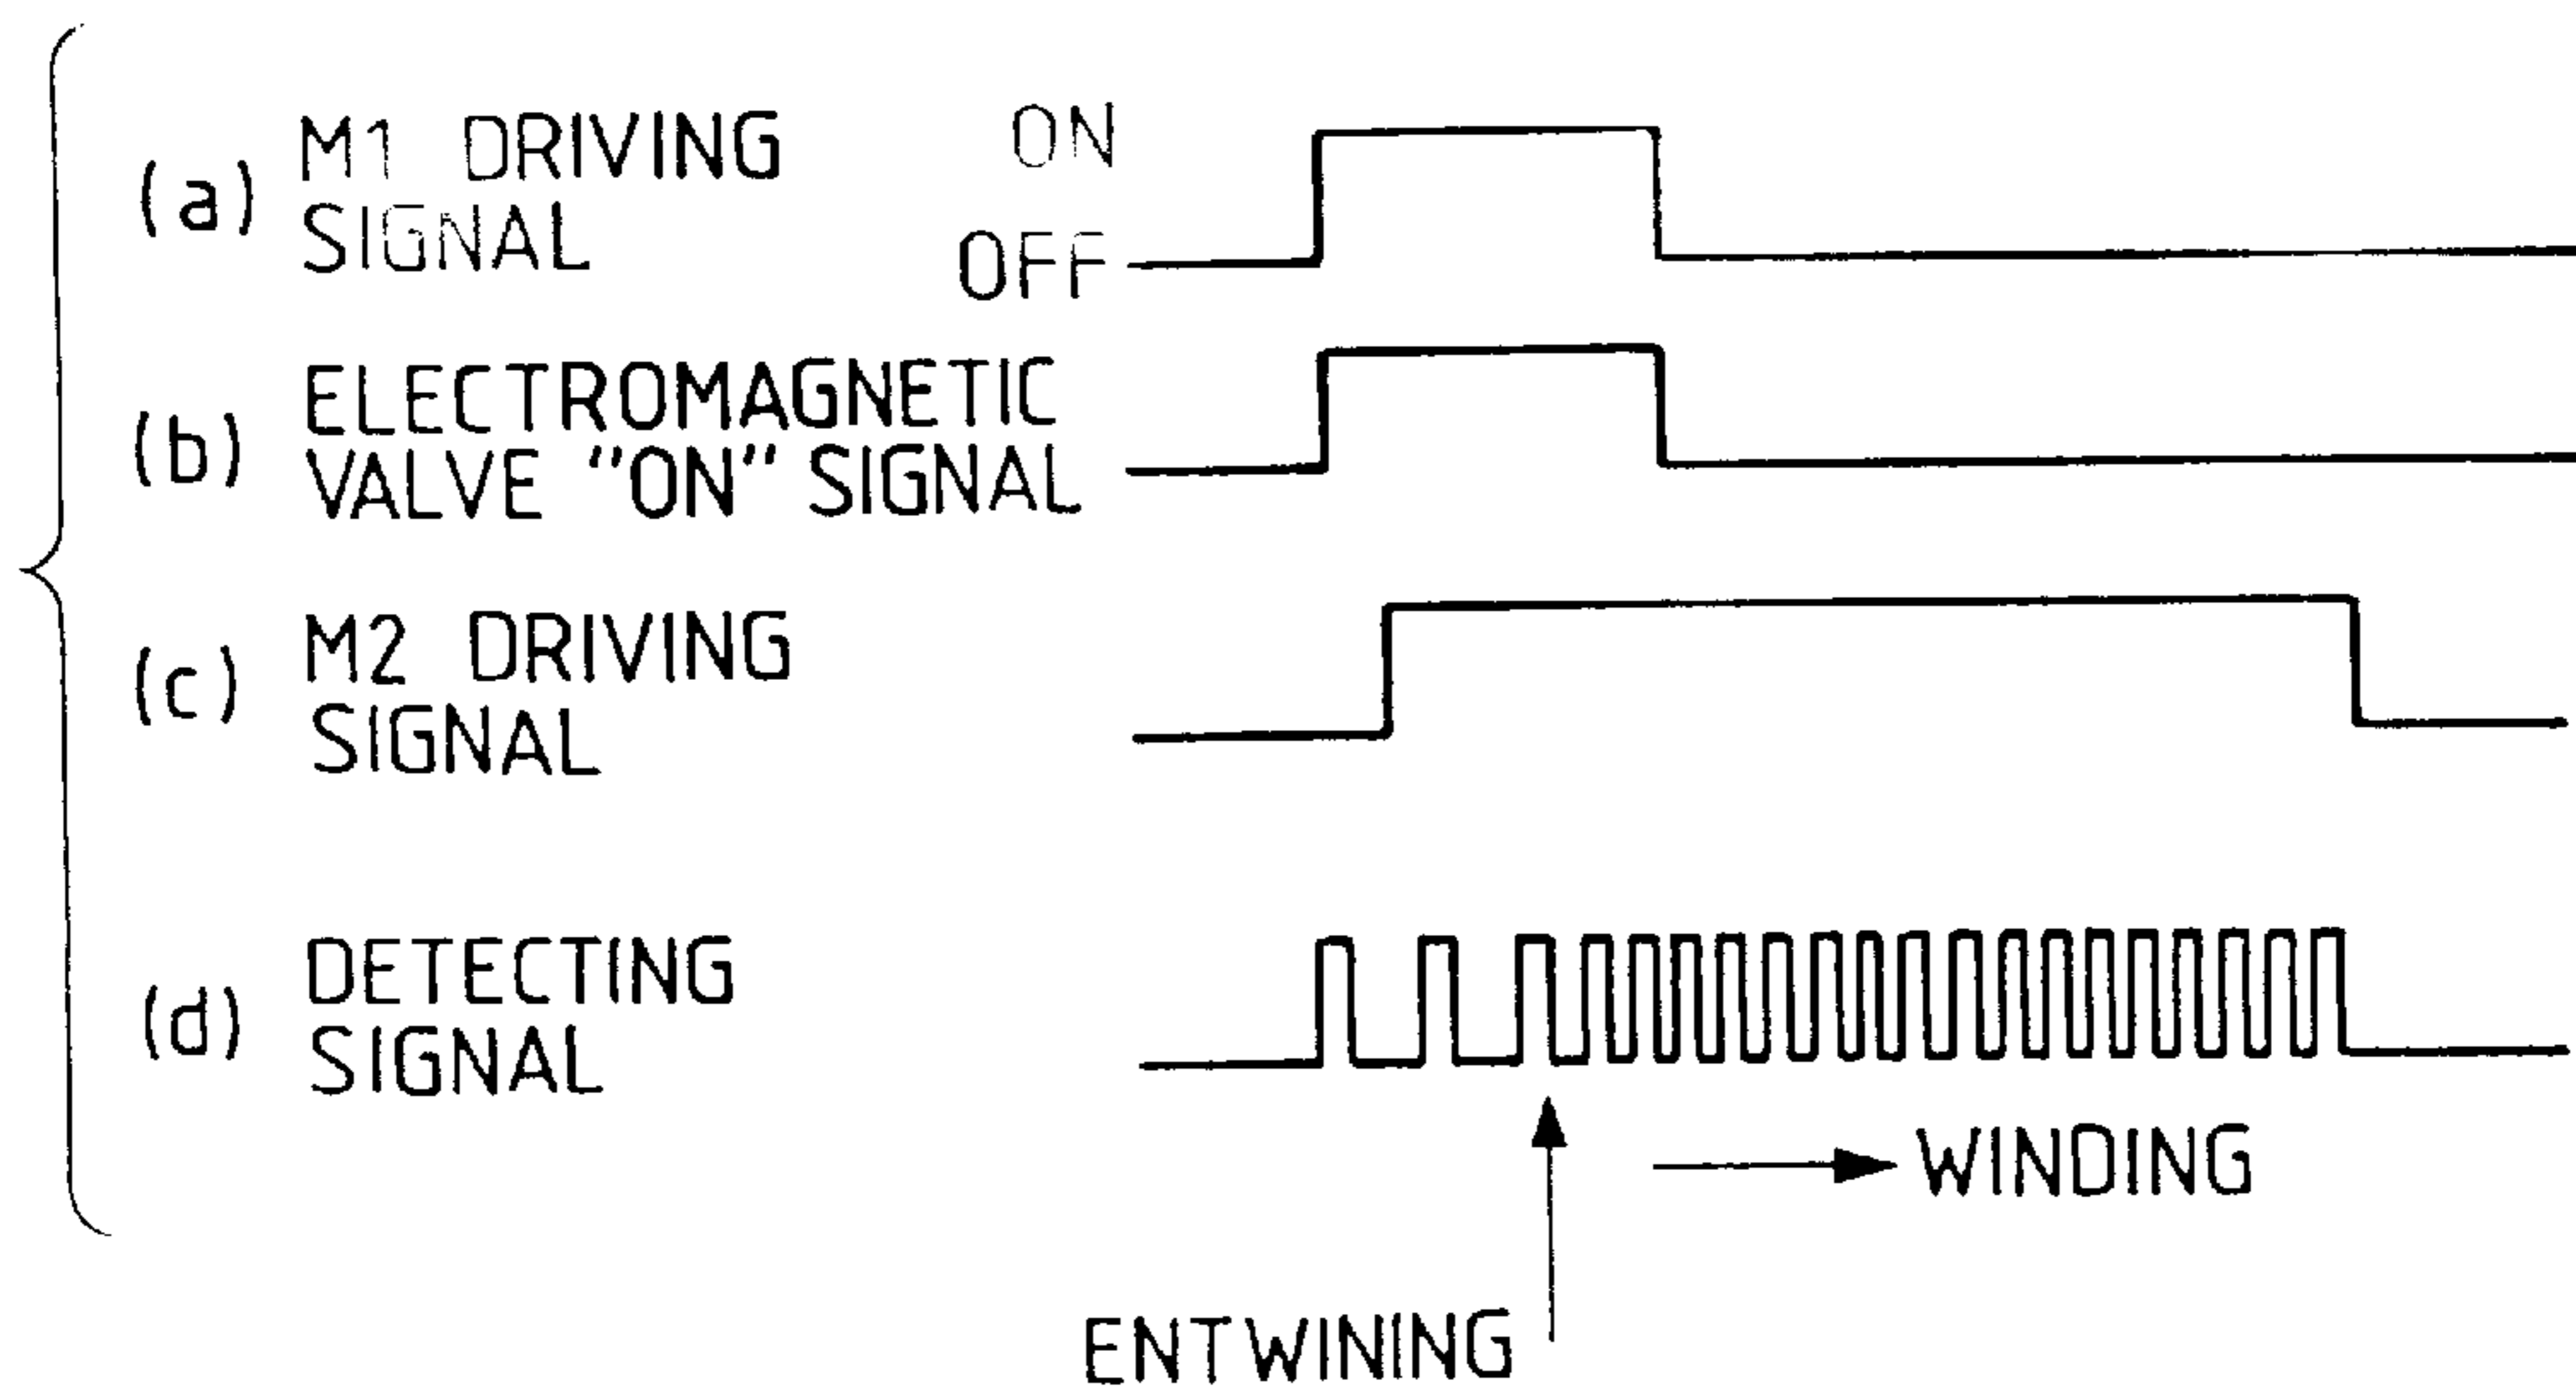 (a) M1 DRIVING
SIGNAL
ON
OFF
(b) ELECTROMAGNETIC
VALVE "ON" SIGNAL
(c) M2 DRIVING
SIGNAL
(d) DETECTING
SIGNAL
WINDING
ENTWINING